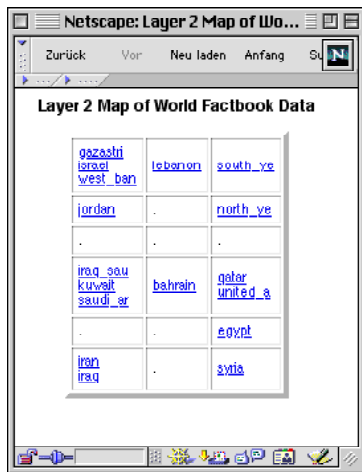 Netscape: Layer 2 Map of Wo...
Zurück Vor Neu laden Anfang Su N
Layer 2 Map of World Factbook Data
gazastri
israel
west_ban
lebanon
south_ye
jordan
.
north_ye
. . .
iraq_sau
kuwait
saudi_ar
bahrain
qatar
united_a
. . egypt
iran
iraq
.
syria